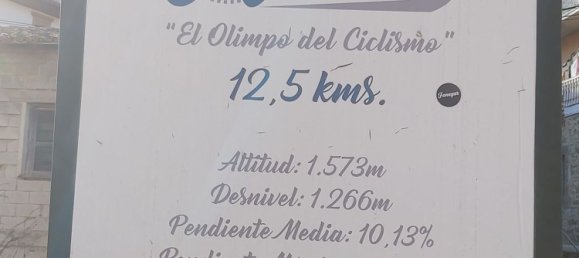 "El Olimpo del Ciclismo"
12,5 kms.
Altitud: 1.573m
Desnivel: 1.266m
Pendiente Media: 10,13%